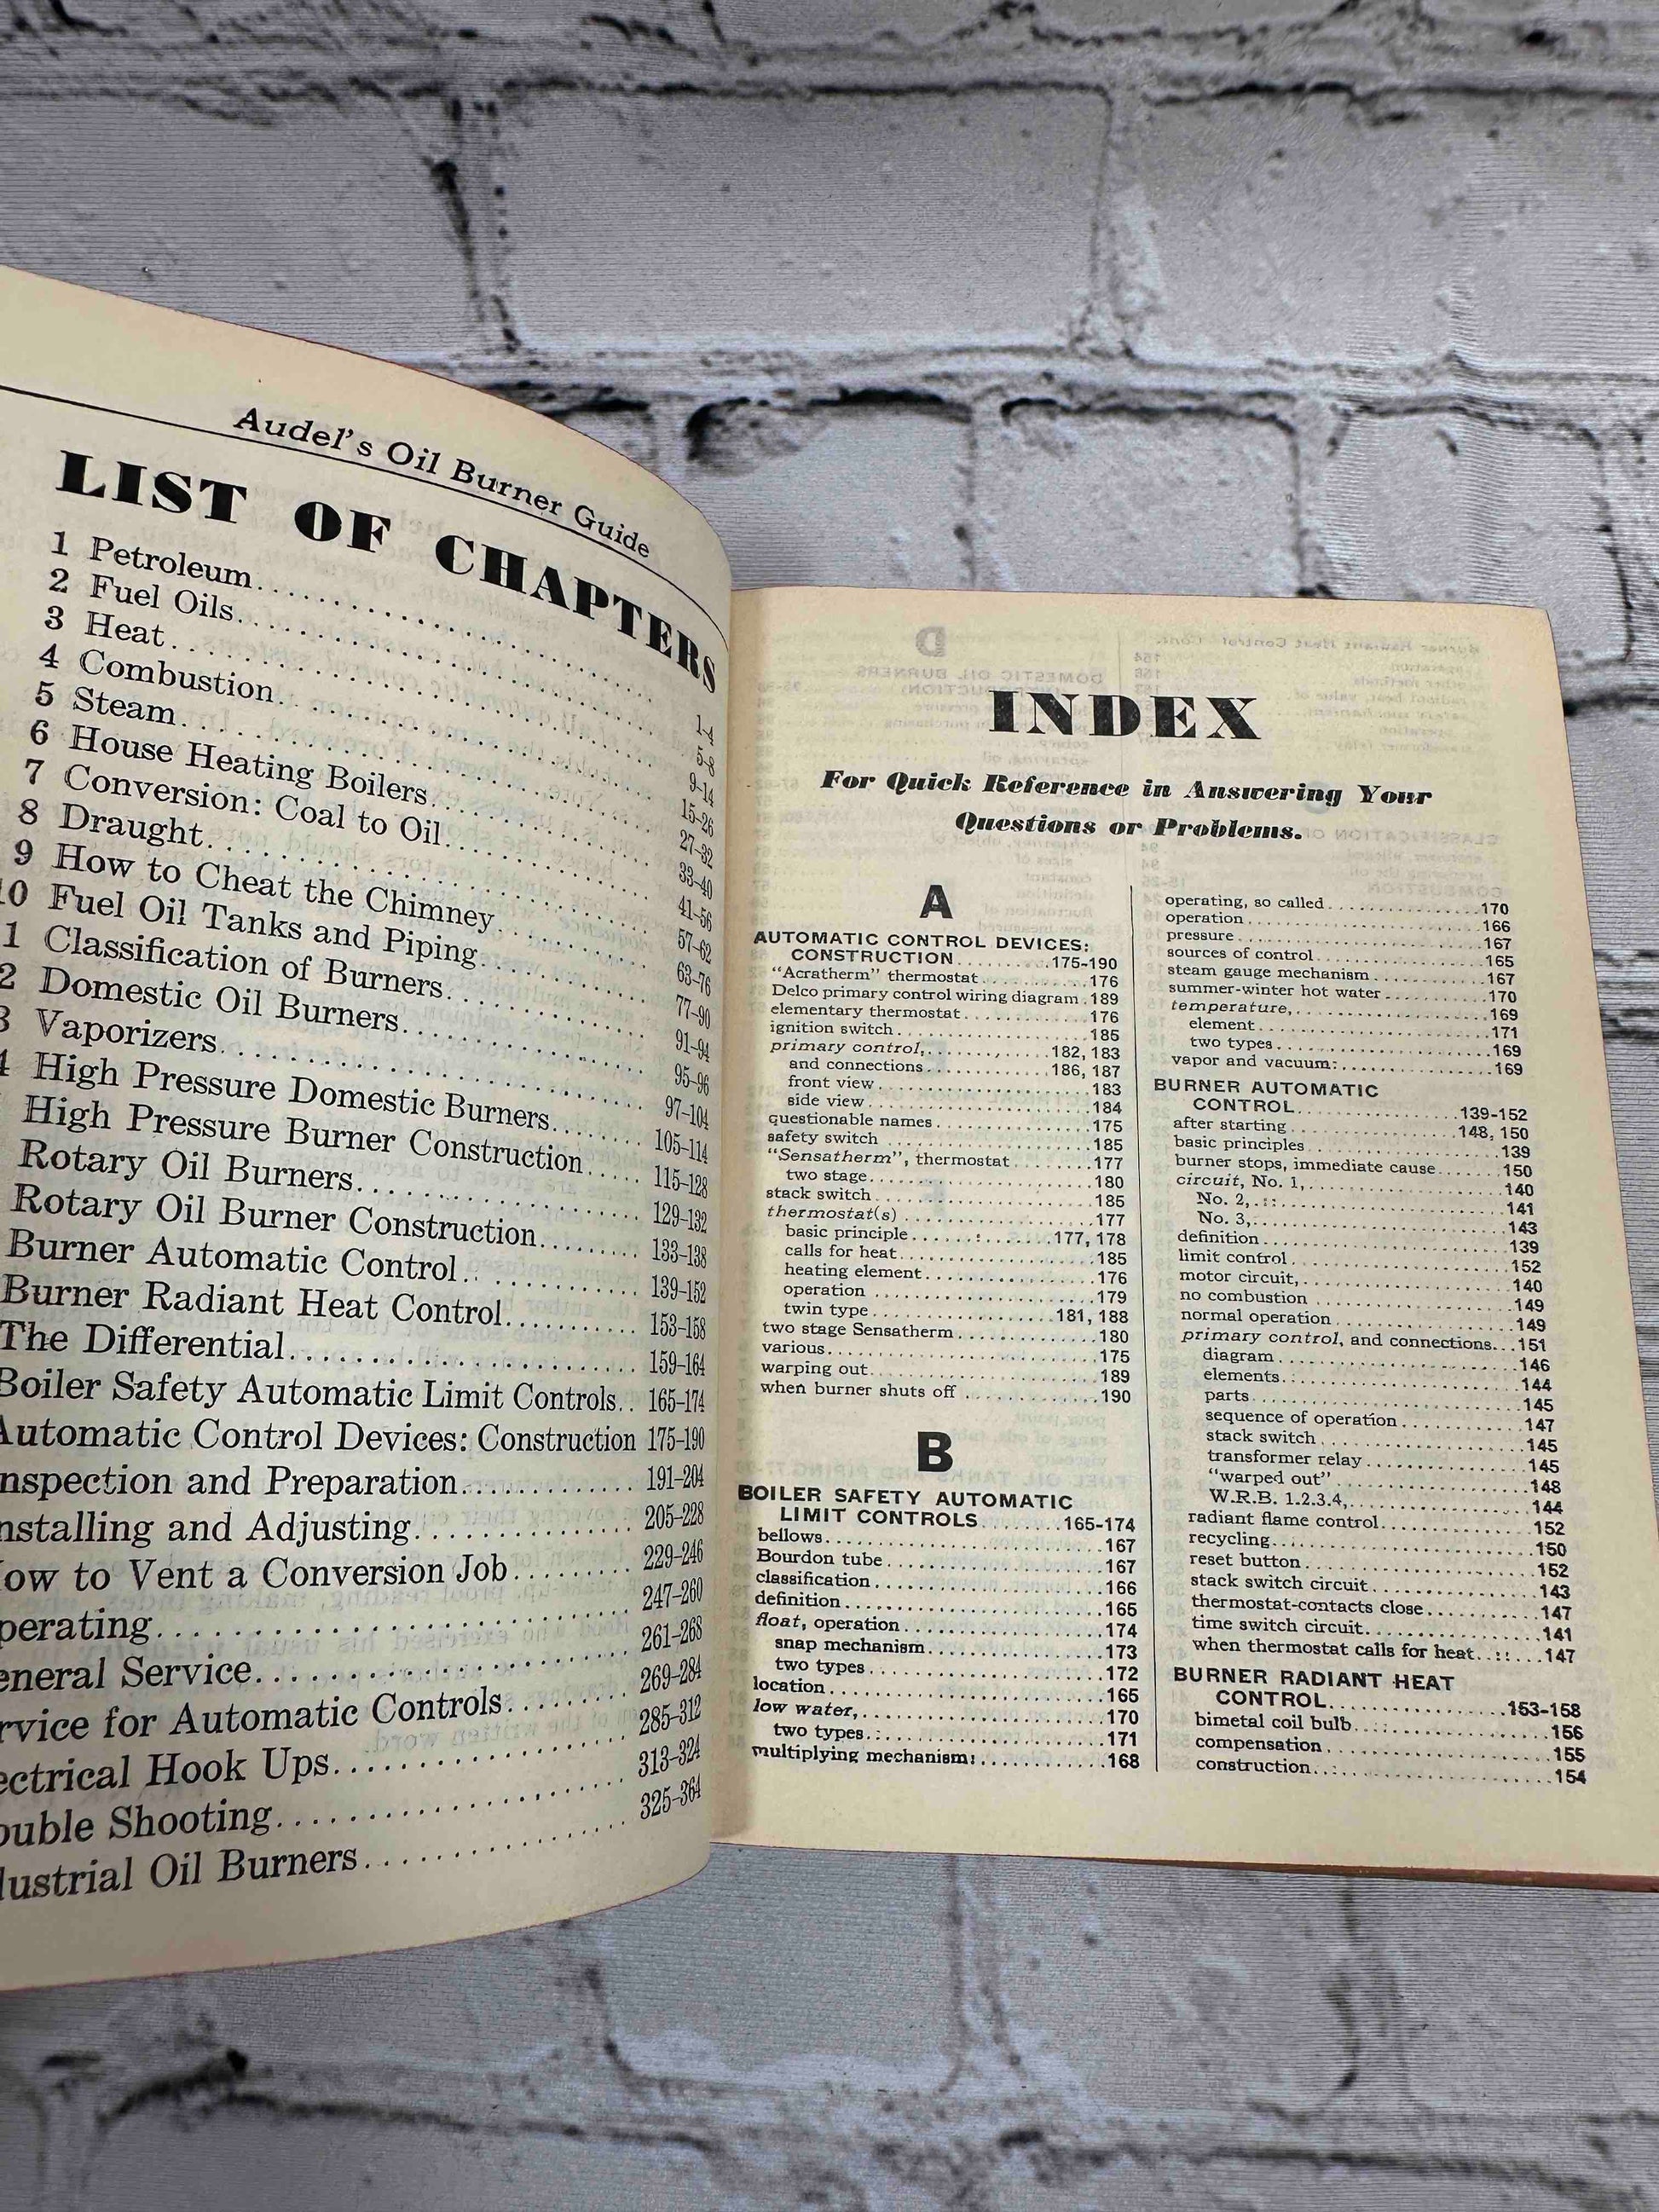 Audel's Oil Burner Guide
LIST OF CHAPTERS
1 Petroleum 1-4
2 Fuel Oils 5-8
3 Heat 9-14
4 Combustion 15-26
5 Steam 27-32
6 House Heating Boilers 33-40
7 Conversion: Coal to Oil 41-56
8 Draught 57-62
9 How to Cheat the Chimney 63-76
10 Fuel Oil Tanks and Piping 77-90
1 Classification of Burners 91-94
2 Domestic Oil Burners 95-96
3 Vaporizers 97-104
4 High Pressure Domestic Burners 105-114
High Pressure Burner Construction 115-128
Rotary Oil Burners 129-132
Rotary Oil Burner Construction 133-138
Burner Automatic Control 139-152
Burner Radiant Heat Control 153-158
The Differential 159-164
Boiler Safety Automatic Limit Controls 165-174
Automatic Control Devices: Construction 175-190
nspection and Preparation 191-204
nstalling and Adjusting 205-228
ow to Vent a Conversion Job 229-246
perating 247-260
eneral Service 261-268
rvice for Automatic Controls 269-284
ectrical Hook Ups 285-312
ouble Shooting 313-324
dustrial Oil Burners 325-364
INDEX
For Quick Reference in Answering Your
Questions or Problems.
A
AUTOMATIC CONTROL DEVICES:
CONSTRUCTION 175-190
"Acratherm" thermostat 176
Delco primary control wiring diagram 189
elementary thermostat 176
ignition switch 185
primary control, 182, 183
and connections 186, 187
front view 183
side view 184
questionable names 175
safety switch 185
"Sensatherm", thermostat 177
two stage 180
stack switch 185
thermostat(s) 177
basic principle 177, 178
calls for heat 185
heating element 176
operation 179
twin type 181, 188
two stage Sensatherm 180
various 175
warping out 189
when burner shuts off 190
B
BOILER SAFETY AUTOMATIC
LIMIT CONTROLS 165-174
bellows 167
Bourdon tube 167
classification 166
definition 165
float, operation 174
snap mechanism 173
two types 172
location 165
low water, 170
two types 171
multiplying mechanism: 168
operating, so called 170
operation 166
pressure 167
sources of control 165
steam gauge mechanism 167
summer-winter hot water 170
temperature, 169
element 171
two types 169
vapor and vacuum: 169
BURNER AUTOMATIC
CONTROL 139-152
after starting 148, 150
basic principles 139
burner stops, immediate cause 150
circuit, No. 1, 140
No. 2, 141
No. 3, 143
definition 139
limit control 152
motor circuit, 140
no combustion 149
normal operation 149
primary control, and connections 151
diagram 146
elements 144
parts 145
sequence of operation 147
stack switch 145
transformer relay 145
"warped out" 148
W.R.B. 1.2.3.4, 144
radiant flame control 152
recycling 150
reset button 152
stack switch circuit 143
thermostat-contacts close 147
time switch circuit 141
when thermostat calls for heat 147
BURNER RADIANT HEAT
CONTROL 153-158
bimetal coil bulb 156
compensation 155
construction 154